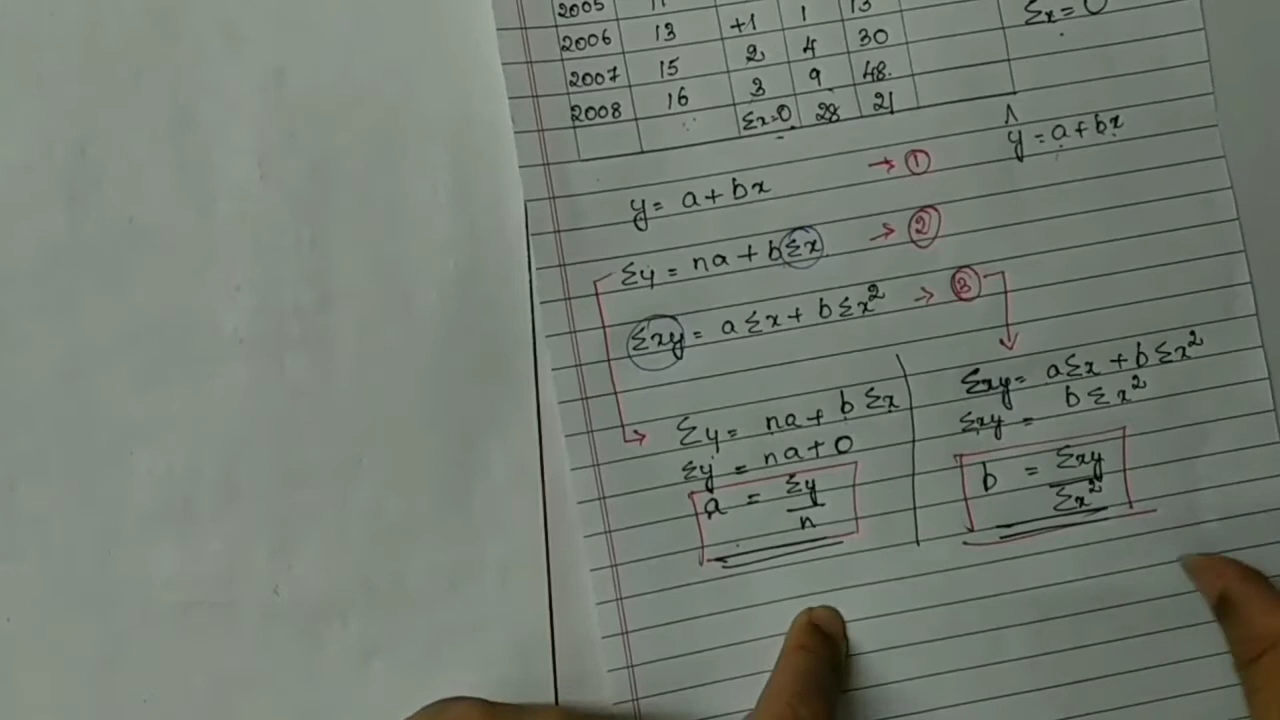 2005 11
2006 13 +1 1 13 Σx = 0
2007 15 2 4 30
2008 16 3 9 48
Σx=0 28 21
ŷ = a + bx
y = a + bx → ①
Σy = na + bΣx → ②
Σxy = aΣx + bΣx² → ③
Σy = na + bΣx
Σy = na + 0
a = Σy/n
Σxy = aΣx + bΣx²
Σxy = bΣx²
b = Σxy/Σx²